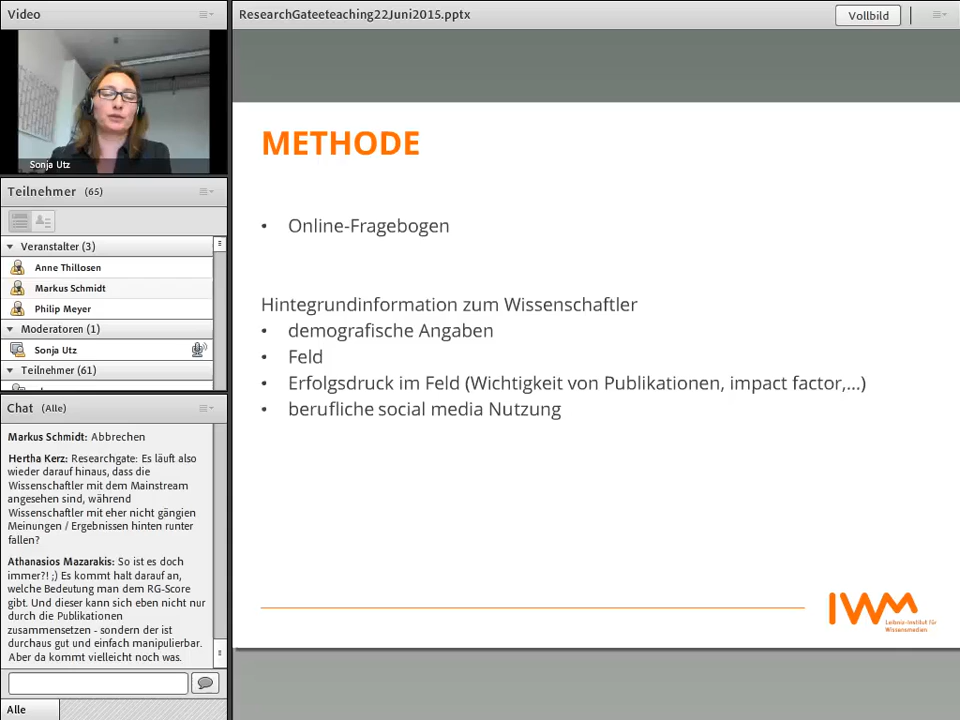 Video
ResearchGateeteaching22Juni2015.pptx
Vollbild
Sonja Utz
Teilnehmer (65)
Veranstalter (3)
Anne Thillosen
Markus Schmidt
Philip Meyer
Moderatoren (1)
Sonja Utz
Teilnehmer (61)
Chat (Alle)
Markus Schmidt: Abbrechen
Hertha Kerz: Researchgate: Es läuft also
wieder darauf hinaus, dass die
Wissenschaftler mit dem Mainstream
angesehen sind, während
Wissenschaftler mit eher nicht gängien
Meinungen / Ergebnissen hinten runter
fallen?
Athanasios Mazarakis: So ist es doch
immer?! ;) Es kommt halt darauf an,
welche Bedeutung man dem RG-Score
gibt. Und dieser kann sich eben nicht nur
durch die Publikationen
zusammensetzen - sondern der ist
durchaus gut und einfach manipulierbar.
Aber da kommt vielleicht noch was.
Alle
METHODE
• Online-Fragebogen
Hintegrundinformation zum Wissenschaftler
• demografische Angaben
• Feld
• Erfolgsdruck im Feld (Wichtigkeit von Publikationen, impact factor,...)
• berufliche social media Nutzung
IWM
Leibniz-Institut für
Wissensmedien